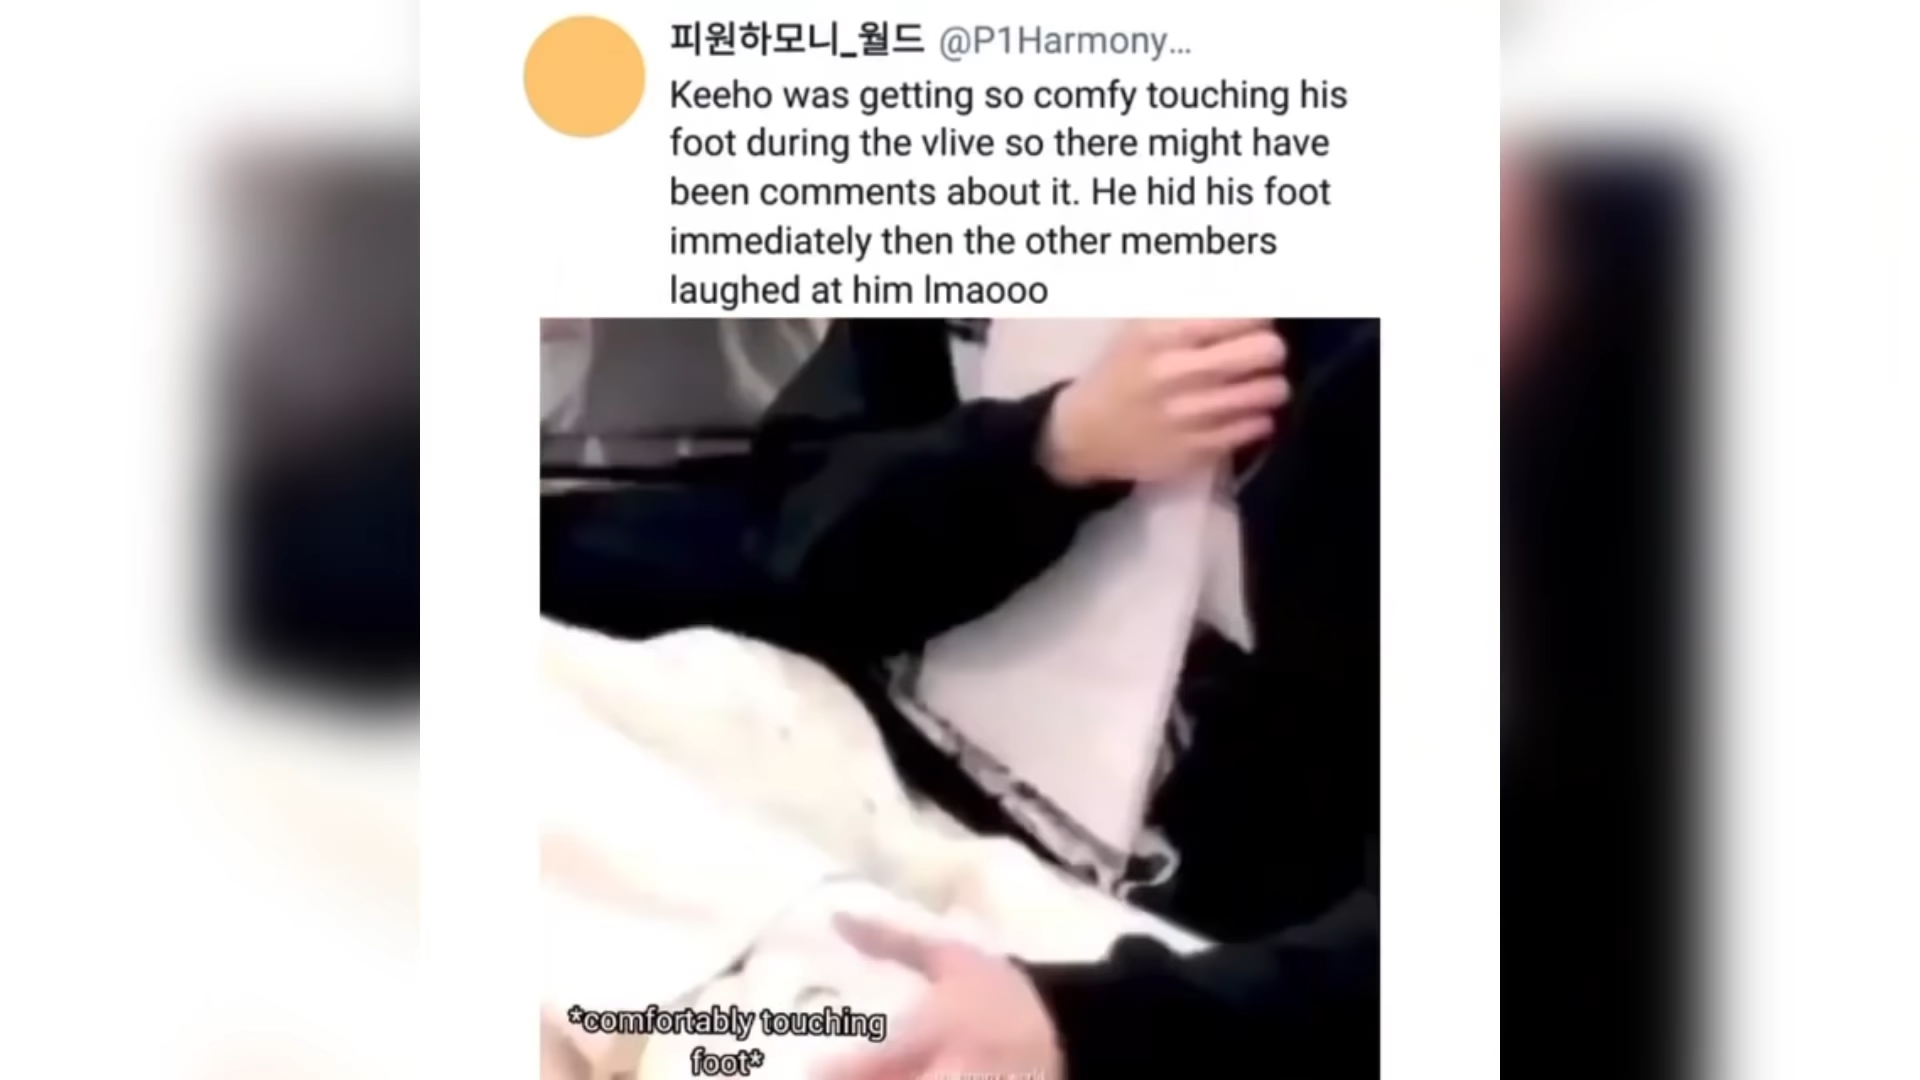 피원하모니_월드 @P1Harmony...
Keeho was getting so comfy touching his
foot during the vlive so there might have
been comments about it. He hid his foot
immediately then the other members
laughed at him lmaooo
*comfortably touching
foot*